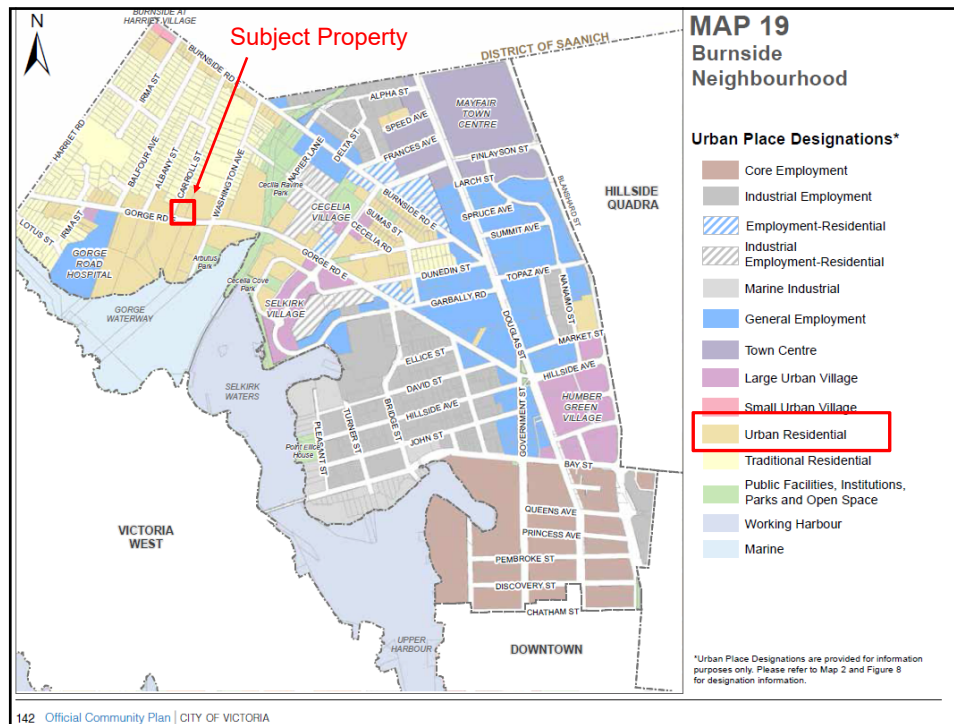 BURNSIDE AT
HARRIET VILLAGE
N
Subject Property
MAP 19
Burnside
Neighbourhood
DISTRICT OF SAANICH
BURNSIDE RD
IRMA ST
HARRIET RD
BALFOUR AVE
ALBANY ST
CARROLL ST
WASHINGTON AVE
ALPHA ST
SPEED AVE
DELTA ST
FRANCES AVE
NAPIER LANE
MAYFAIR
TOWN
CENTRE
FINLAYSON ST
LARCH ST
BLANSHARD ST
HILLSIDE
QUADRA
Cecilia Ravine
Park
CECELIA
VILLAGE
BURNSIDE RD E
SUMAS ST
CECELIA RD
SPRUCE AVE
SUMMIT AVE
GORGE RD E
LOTUS ST
IRMA ST
GORGE
ROAD
HOSPITAL
Arbutus
Park
GORGE RD E
Cecelia Cove
Park
DUNEDIN ST
TOPAZ AVE
GARBALLY RD
NANAIMO ST
GORGE
WATERWAY
SELKIRK
VILLAGE
DOUGLAS ST
MARKET ST
SELKIRK
WATERS
ELLICE ST
DAVID ST
HILLSIDE AVE
HILLSIDE AVE
HUMBER
GREEN
VILLAGE
GOVERNMENT ST
PLEASANT ST
TURNER ST
BRIDGE ST
JOHN ST
Point Ellice
House
BAY ST
VICTORIA
WEST
QUEENS AVE
PRINCESS AVE
PEMBROKE ST
DISCOVERY ST
CHATHAM ST
UPPER
HARBOUR
DOWNTOWN
Urban Place Designations*
Core Employment
Industrial Employment
Employment-Residential
Industrial
Employment-Residential
Marine Industrial
General Employment
Town Centre
Large Urban Village
Small Urban Village
Urban Residential
Traditional Residential
Public Facilities, Institutions,
Parks and Open Space
Working Harbour
Marine
*Urban Place Designations are provided for information
purposes only. Please refer to Map 2 and Figure 8
for designation information.
142 Official Community Plan | CITY OF VICTORIA